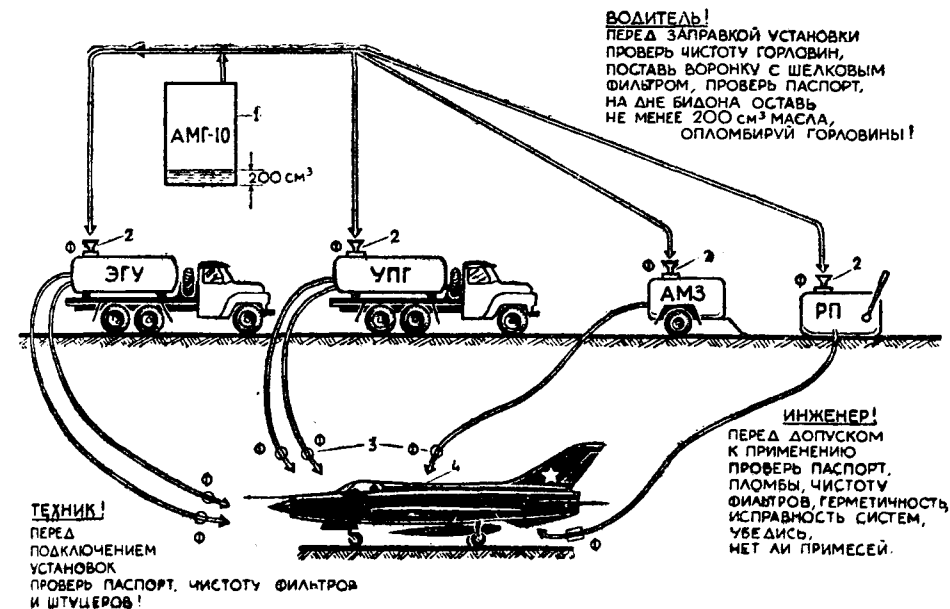 ВОДИТЕЛЬ!
ПЕРЕД ЗАПРАВКОЙ УСТАНОВКИ
ПРОВЕРЬ ЧИСТОТУ ГОРЛОВИН,
ПОСТАВЬ ВОРОНКУ С ШЕЛКОВЫМ
ФИЛЬТРОМ, ПРОВЕРЬ ПАСПОРТ,
НА ДНЕ БИДОНА ОСТАВЬ
НЕ МЕНЕЕ 200 СМ³ МАСЛА,
ОПЛОМБИРУЙ ГОРЛОВИНЫ!
1
АМГ-10
200 СМ³
Ф 2
Ф 2
Ф 2
Ф 2
ЭГУ
УПГ
АМЗ
РП
Ф Ф 3 Ф
4
Ф
Ф
Ф
ИНЖЕНЕР!
ПЕРЕД ДОПУСКОМ
К ПРИМЕНЕНИЮ
ПРОВЕРЬ ПАСПОРТ,
ПЛОМБЫ, ЧИСТОТУ
ФИЛЬТРОВ, ГЕРМЕТИЧНОСТЬ,
ИСПРАВНОСТЬ СИСТЕМ,
УБЕДИСЬ,
НЕТ ЛИ ПРИМЕСЕЙ.
ТЕХНИК!
ПЕРЕД
ПОДКЛЮЧЕНИЕМ
УСТАНОВОК
ПРОВЕРЬ ПАСПОРТ, ЧИСТОТУ ФИЛЬТРОВ
И ШТУЦЕРОВ!